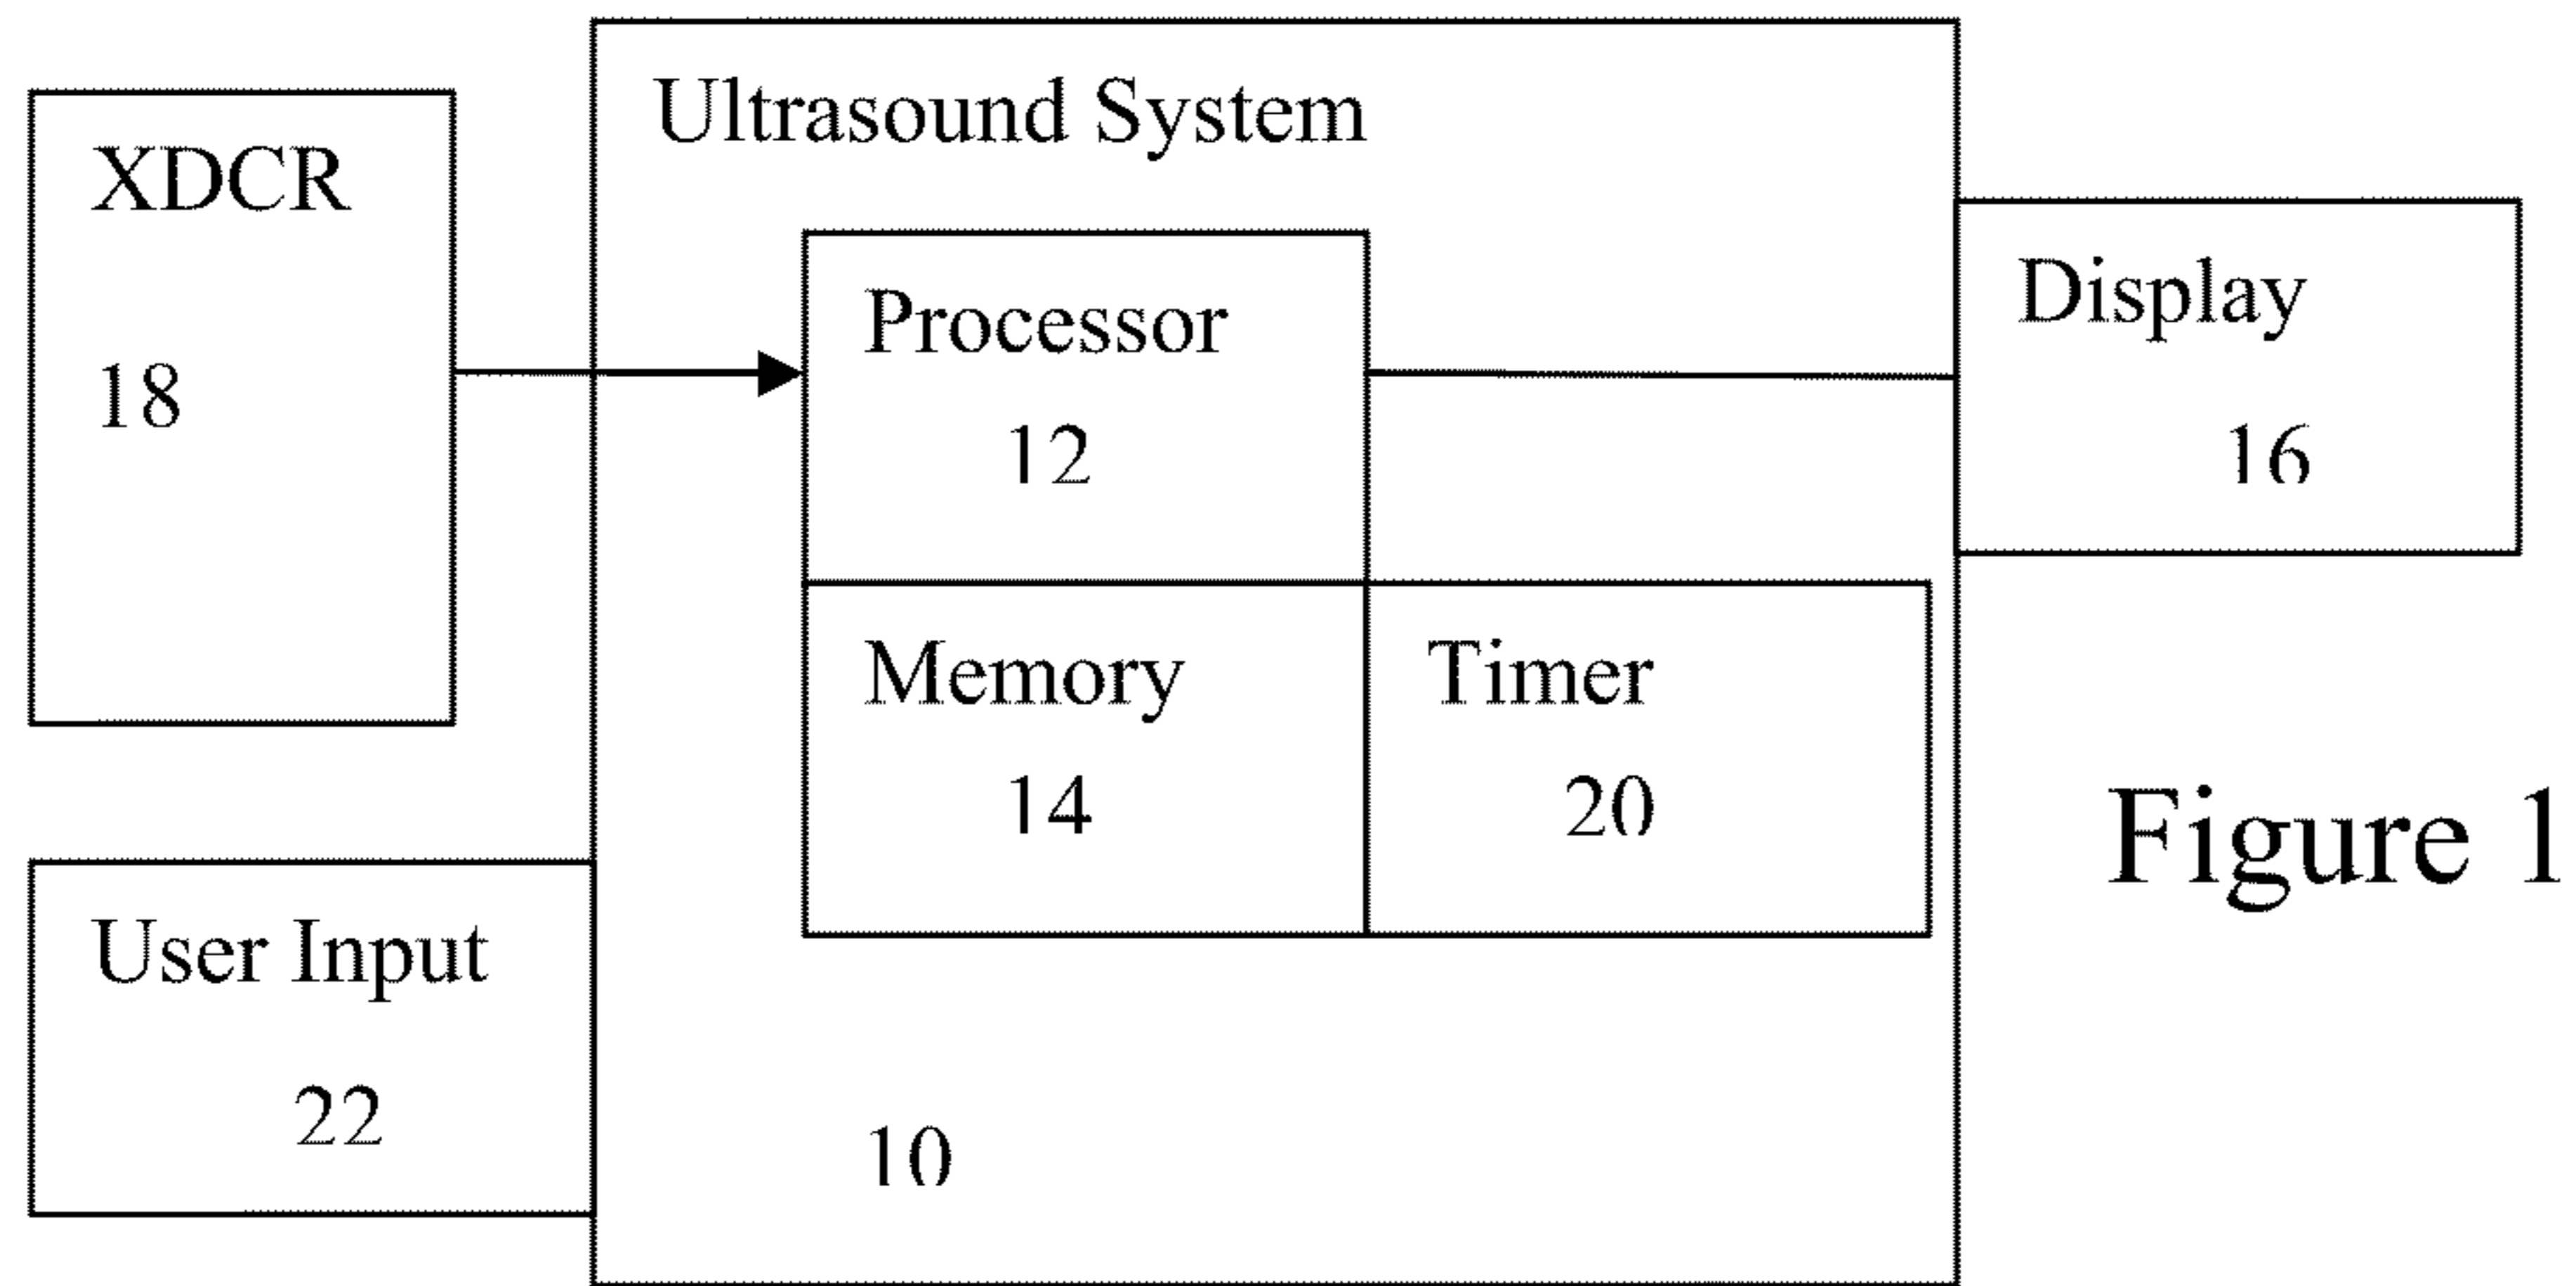 Ultrasound System
XDCR
18
Processor
12
Display
16
Memory
14
Timer
20
Figure 1
User Input
22
10